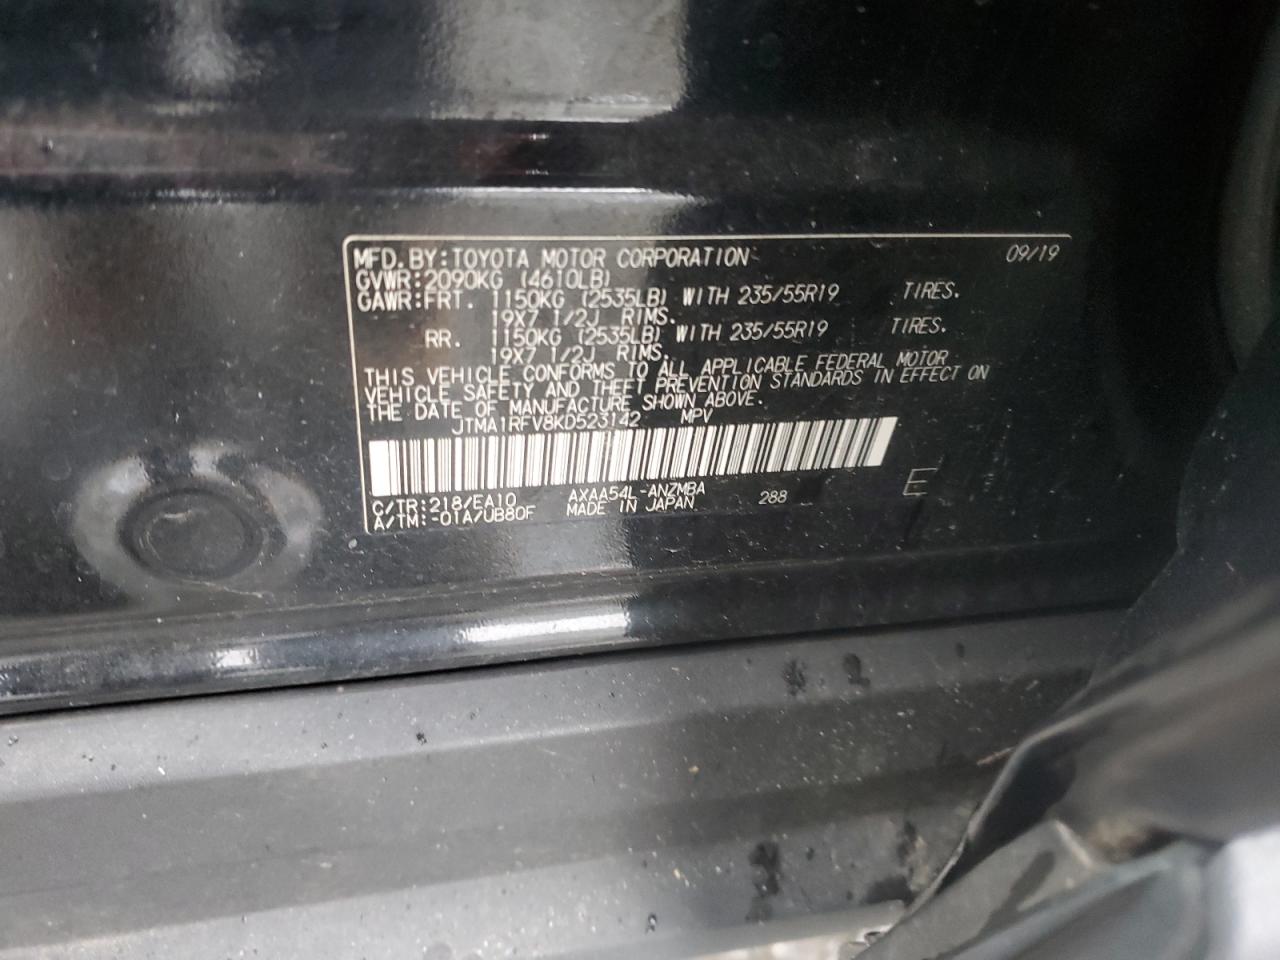 MFD. BY: TOYOTA MOTOR CORPORATION 09/19
GVWR: 2090KG (4610LB)
GAWR: FRT. 1150KG (2535LB) WITH 235/55R19 TIRES.
19X7 1/2J RIMS.
RR. 1150KG (2535LB) WITH 235/55R19 TIRES.
19X7 1/2J RIMS.
THIS VEHICLE CONFORMS TO ALL APPLICABLE FEDERAL MOTOR
VEHICLE SAFETY AND THEFT PREVENTION STANDARDS IN EFFECT ON
THE DATE OF MANUFACTURE SHOWN ABOVE.
JTMA1RFV8KD523142 MPV
C/TR: 218/EA10 AXAA54L-ANZMBA 288 E
A/TM: -01A/UB80F MADE IN JAPAN